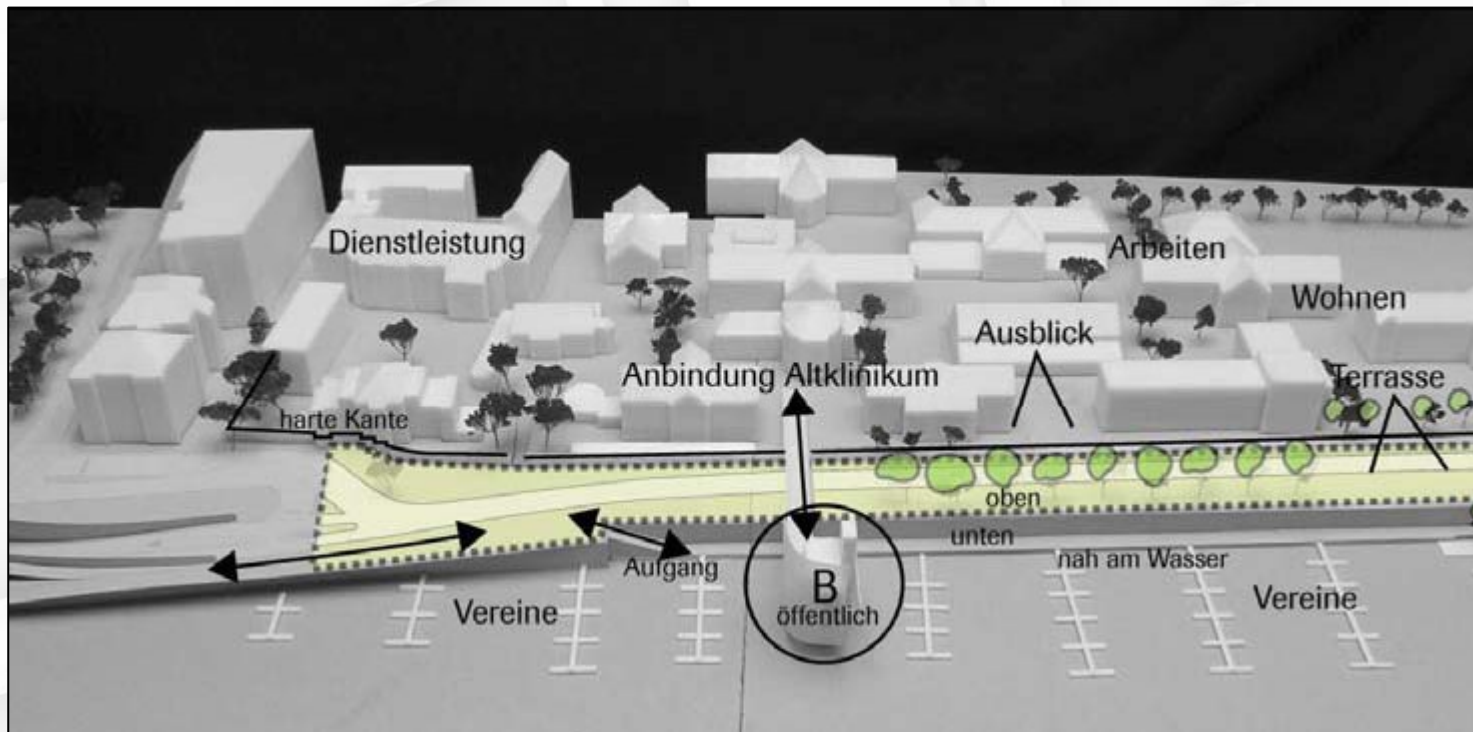 Dienstleistung
Arbeiten
Wohnen
Ausblick
Anbindung Altklinikum
Terrasse
harte Kante
oben
unten
nah am Wasser
Aufgang
B
öffentlich
Vereine
Vereine